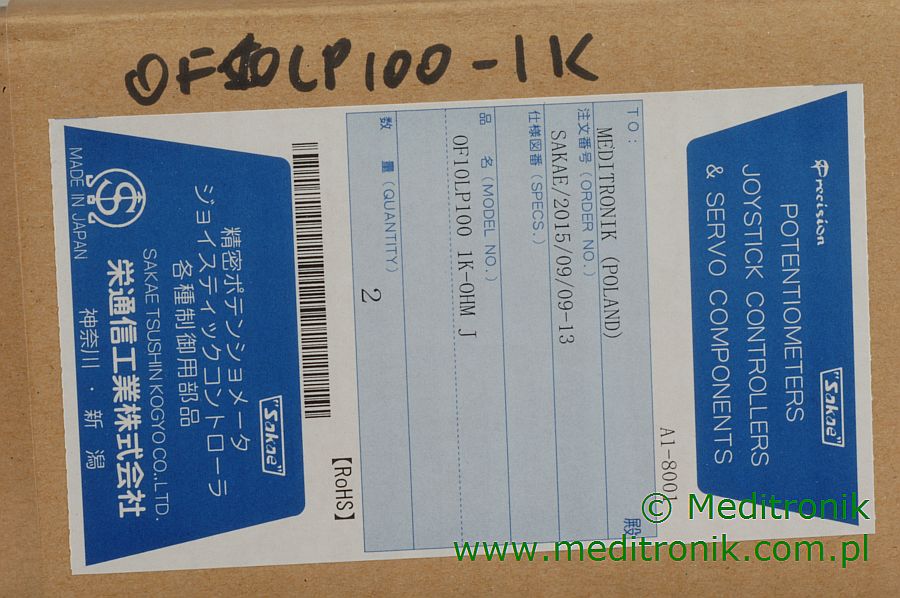 OF50LP100-1K
"Sakae"
Precision
POTENTIOMETERS
JOYSTICK CONTROLLERS
& SERVO COMPONENTS
A1-8001
TO:
殿
MEDITRONIK (POLAND)
注文番号 (ORDER NO.)
SAKAE/2015/09/09-13
仕様図番 (SPECS.)
品 名 (MODEL NO.)
OF10LP100 1K-OHM J
数 量 (QUANTITY)
2
【RoHS】
"Sakae"
精密ポテンショメータ
ジョイスティックコントローラ
各種制御用部品
SAKAE TSUSHIN KOGYO CO.,LTD.
栄通信工業株式会社
神奈川・新潟
MADE IN JAPAN
© Meditronik
www.meditronik.com.pl